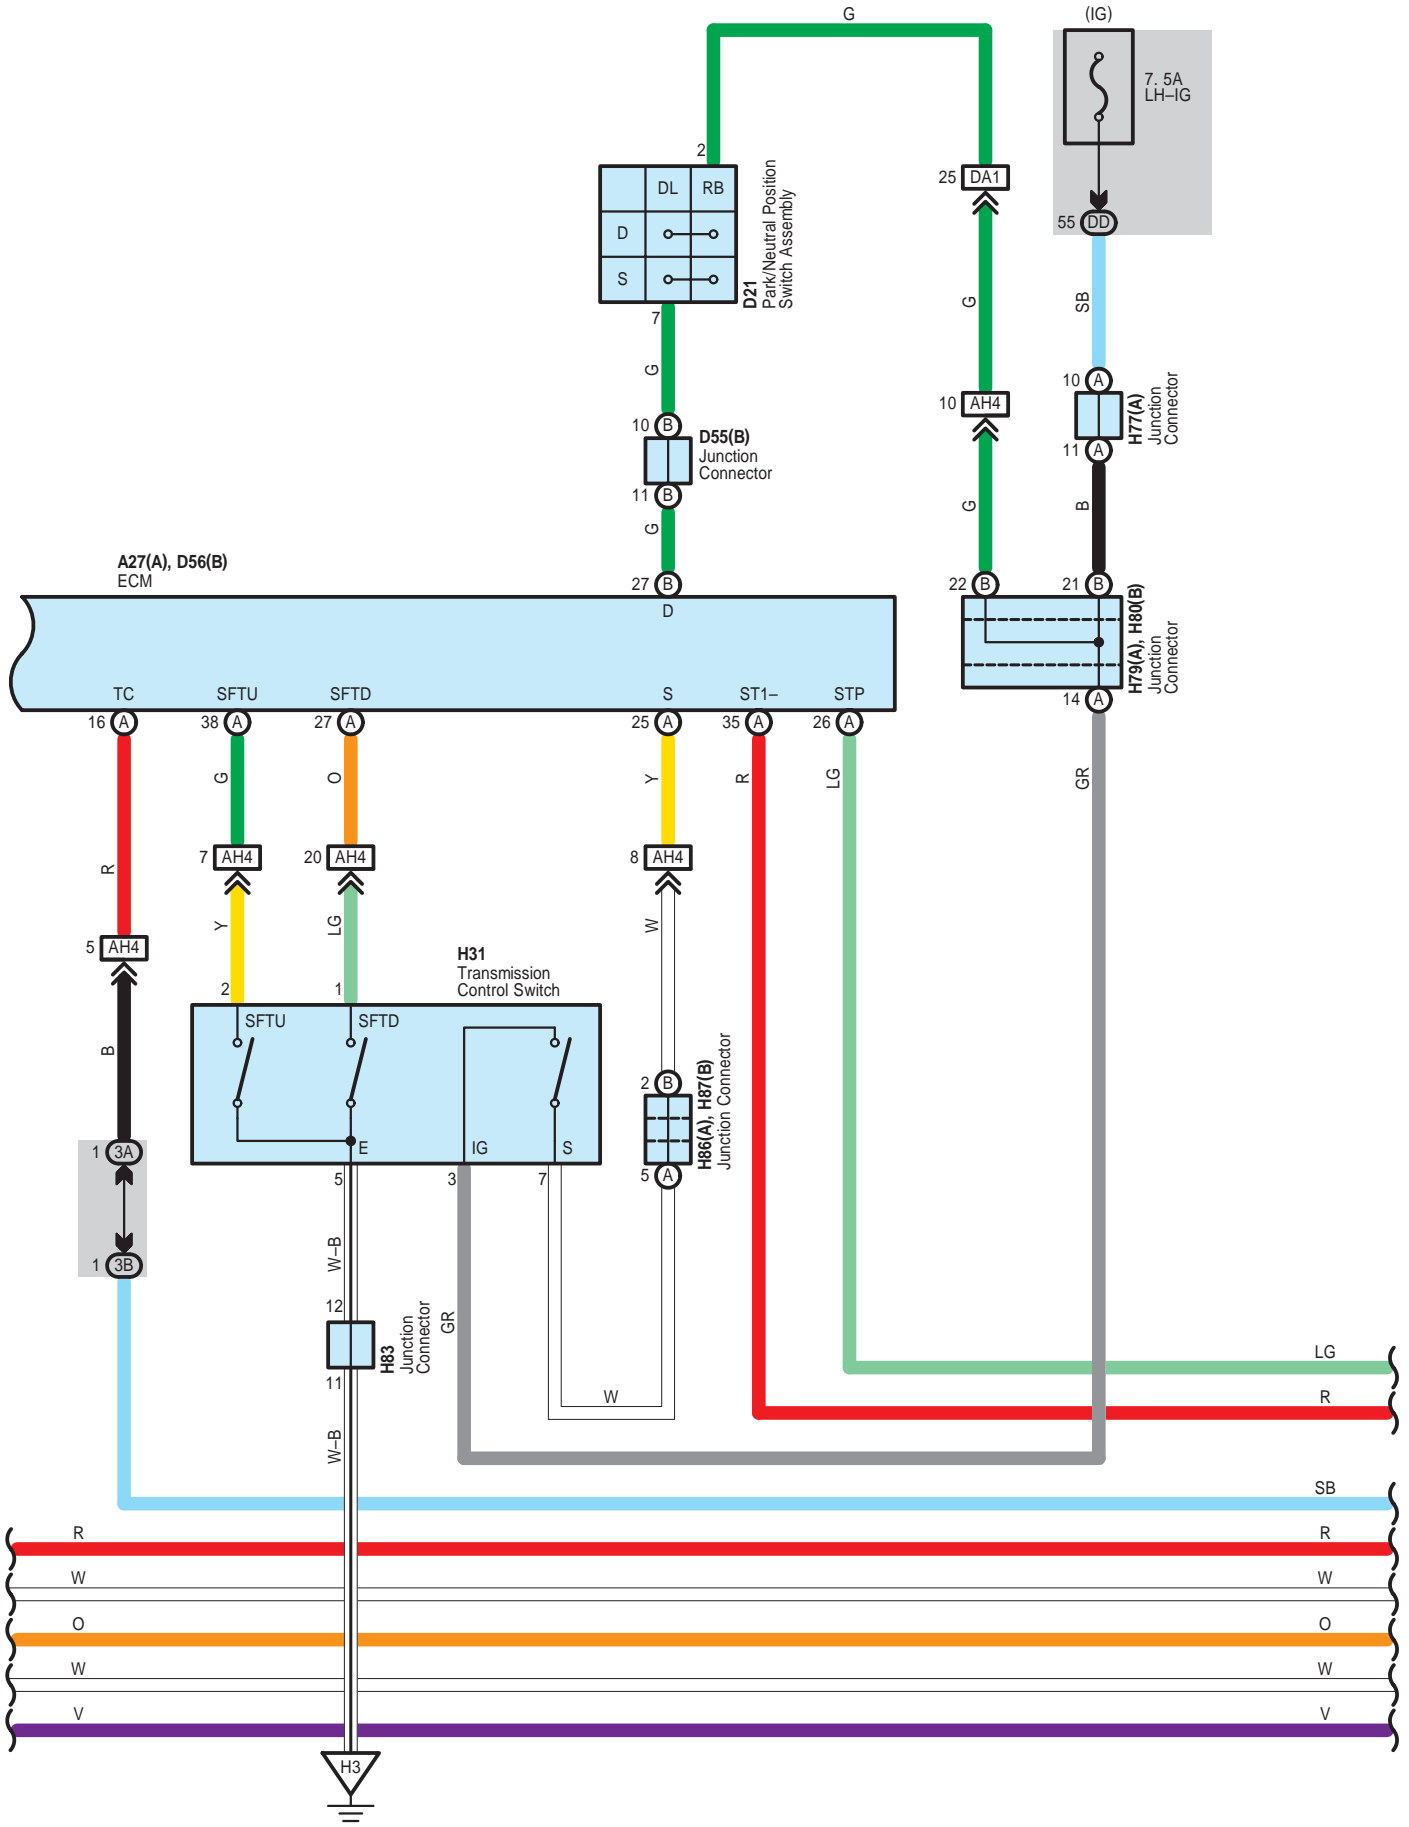 G
(IG)
7. 5A
LH–IG
2
25 DA1
55 DD
DL RB
D
S
D21
Park/Neutral Position
Switch Assembly
7
G
G
SB
10 B
D55(B)
Junction
Connector
11 B
G
10 AH4
10 A
H77(A)
Junction
Connector
11 A
G
B
A27(A), D56(B)
ECM
27 B
D
22 B
21 B
H79(A), H80(B)
Junction
Connector
14 A
TC SFTU SFTD S ST1– STP
16 A
38 A
27 A
25 A
35 A
26 A
G
O
Y
R
LG
GR
7 AH4
20 AH4
8 AH4
R
Y
LG
W
5 AH4
H31
Transmission
Control Switch
2
1
SFTU SFTD
B
2 B
H86(A), H87(B)
Junction Connector
5 A
E IG S
1 3A
5
3
7
1 3B
W–B
12
H83
Junction
Connector
11
GR
W
LG
R
W–B
SB
R R
W W
O O
W W
V V
H3